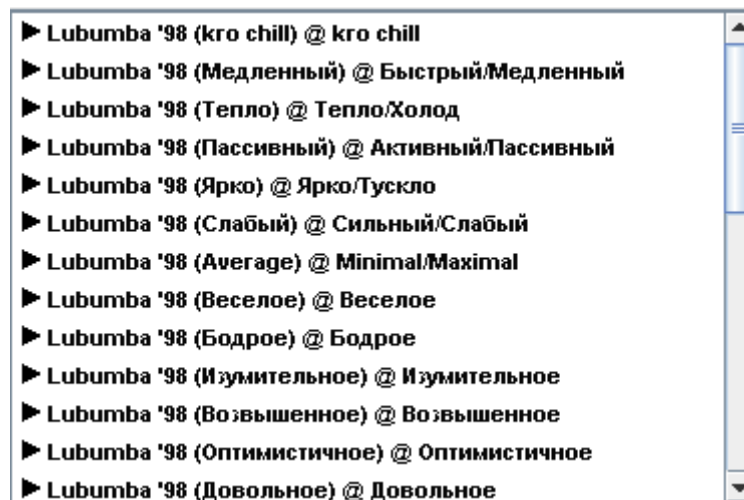 Lubumba '98 (kro chill) @ kro chill
Lubumba '98 (Медленный) @ Быстрый/Медленный
Lubumba '98 (Тепло) @ Тепло/Холод
Lubumba '98 (Пассивный) @ Активный/Пассивный
Lubumba '98 (Ярко) @ Ярко/Тускло
Lubumba '98 (Слабый) @ Сильный/Слабый
Lubumba '98 (Average) @ Minimal/Maximal
Lubumba '98 (Веселое) @ Веселое
Lubumba '98 (Бодрое) @ Бодрое
Lubumba '98 (Изумительное) @ Изумительное
Lubumba '98 (Возвышенное) @ Возвышенное
Lubumba '98 (Оптимистичное) @ Оптимистичное
Lubumba '98 (Довольное) @ Довольное